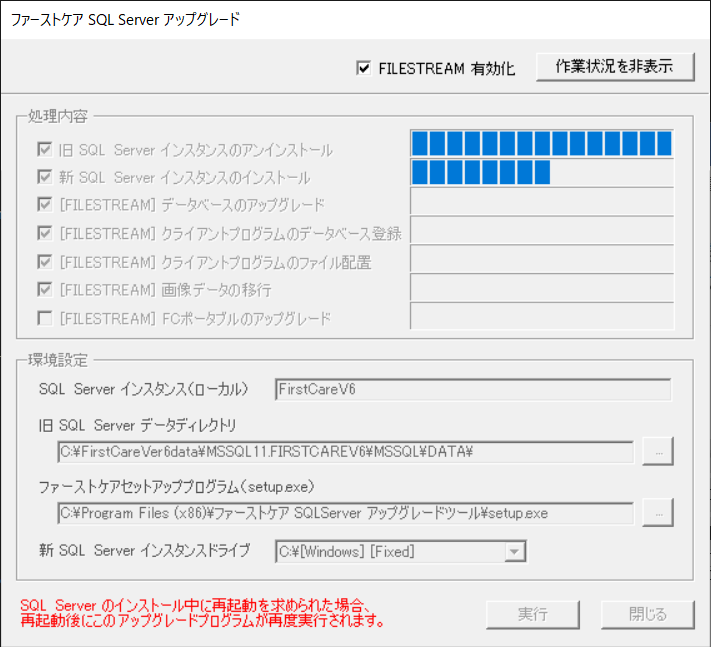 ファーストケア SQL Server アップグレード
FILESTREAM 有効化
作業状況を非表示
処理内容
旧 SQL Server インスタンスのアンインストール
新 SQL Server インスタンスのインストール
[FILESTREAM] データベースのアップグレード
[FILESTREAM] クライアントプログラムのデータベース登録
[FILESTREAM] クライアントプログラムのファイル配置
[FILESTREAM] 画像データの移行
[FILESTREAM] FCポータブルのアップグレード
環境設定
SQL Server インスタンス(ローカル)
FirstCareV6
旧 SQL Server データディレクトリ
C:¥FirstCareVer6data¥MSSQL11.FIRSTCAREV6¥MSSQL¥DATA¥
...
ファーストケアセットアッププログラム(setup.exe)
C:¥Program Files (x86)¥ファーストケア SQLServer アップグレードツール¥setup.exe
...
新 SQL Server インスタンスドライブ
C:¥[Windows] [Fixed]
SQL Server のインストール中に再起動を求められた場合、
再起動後にこのアップグレードプログラムが再度実行されます。
実行
閉じる